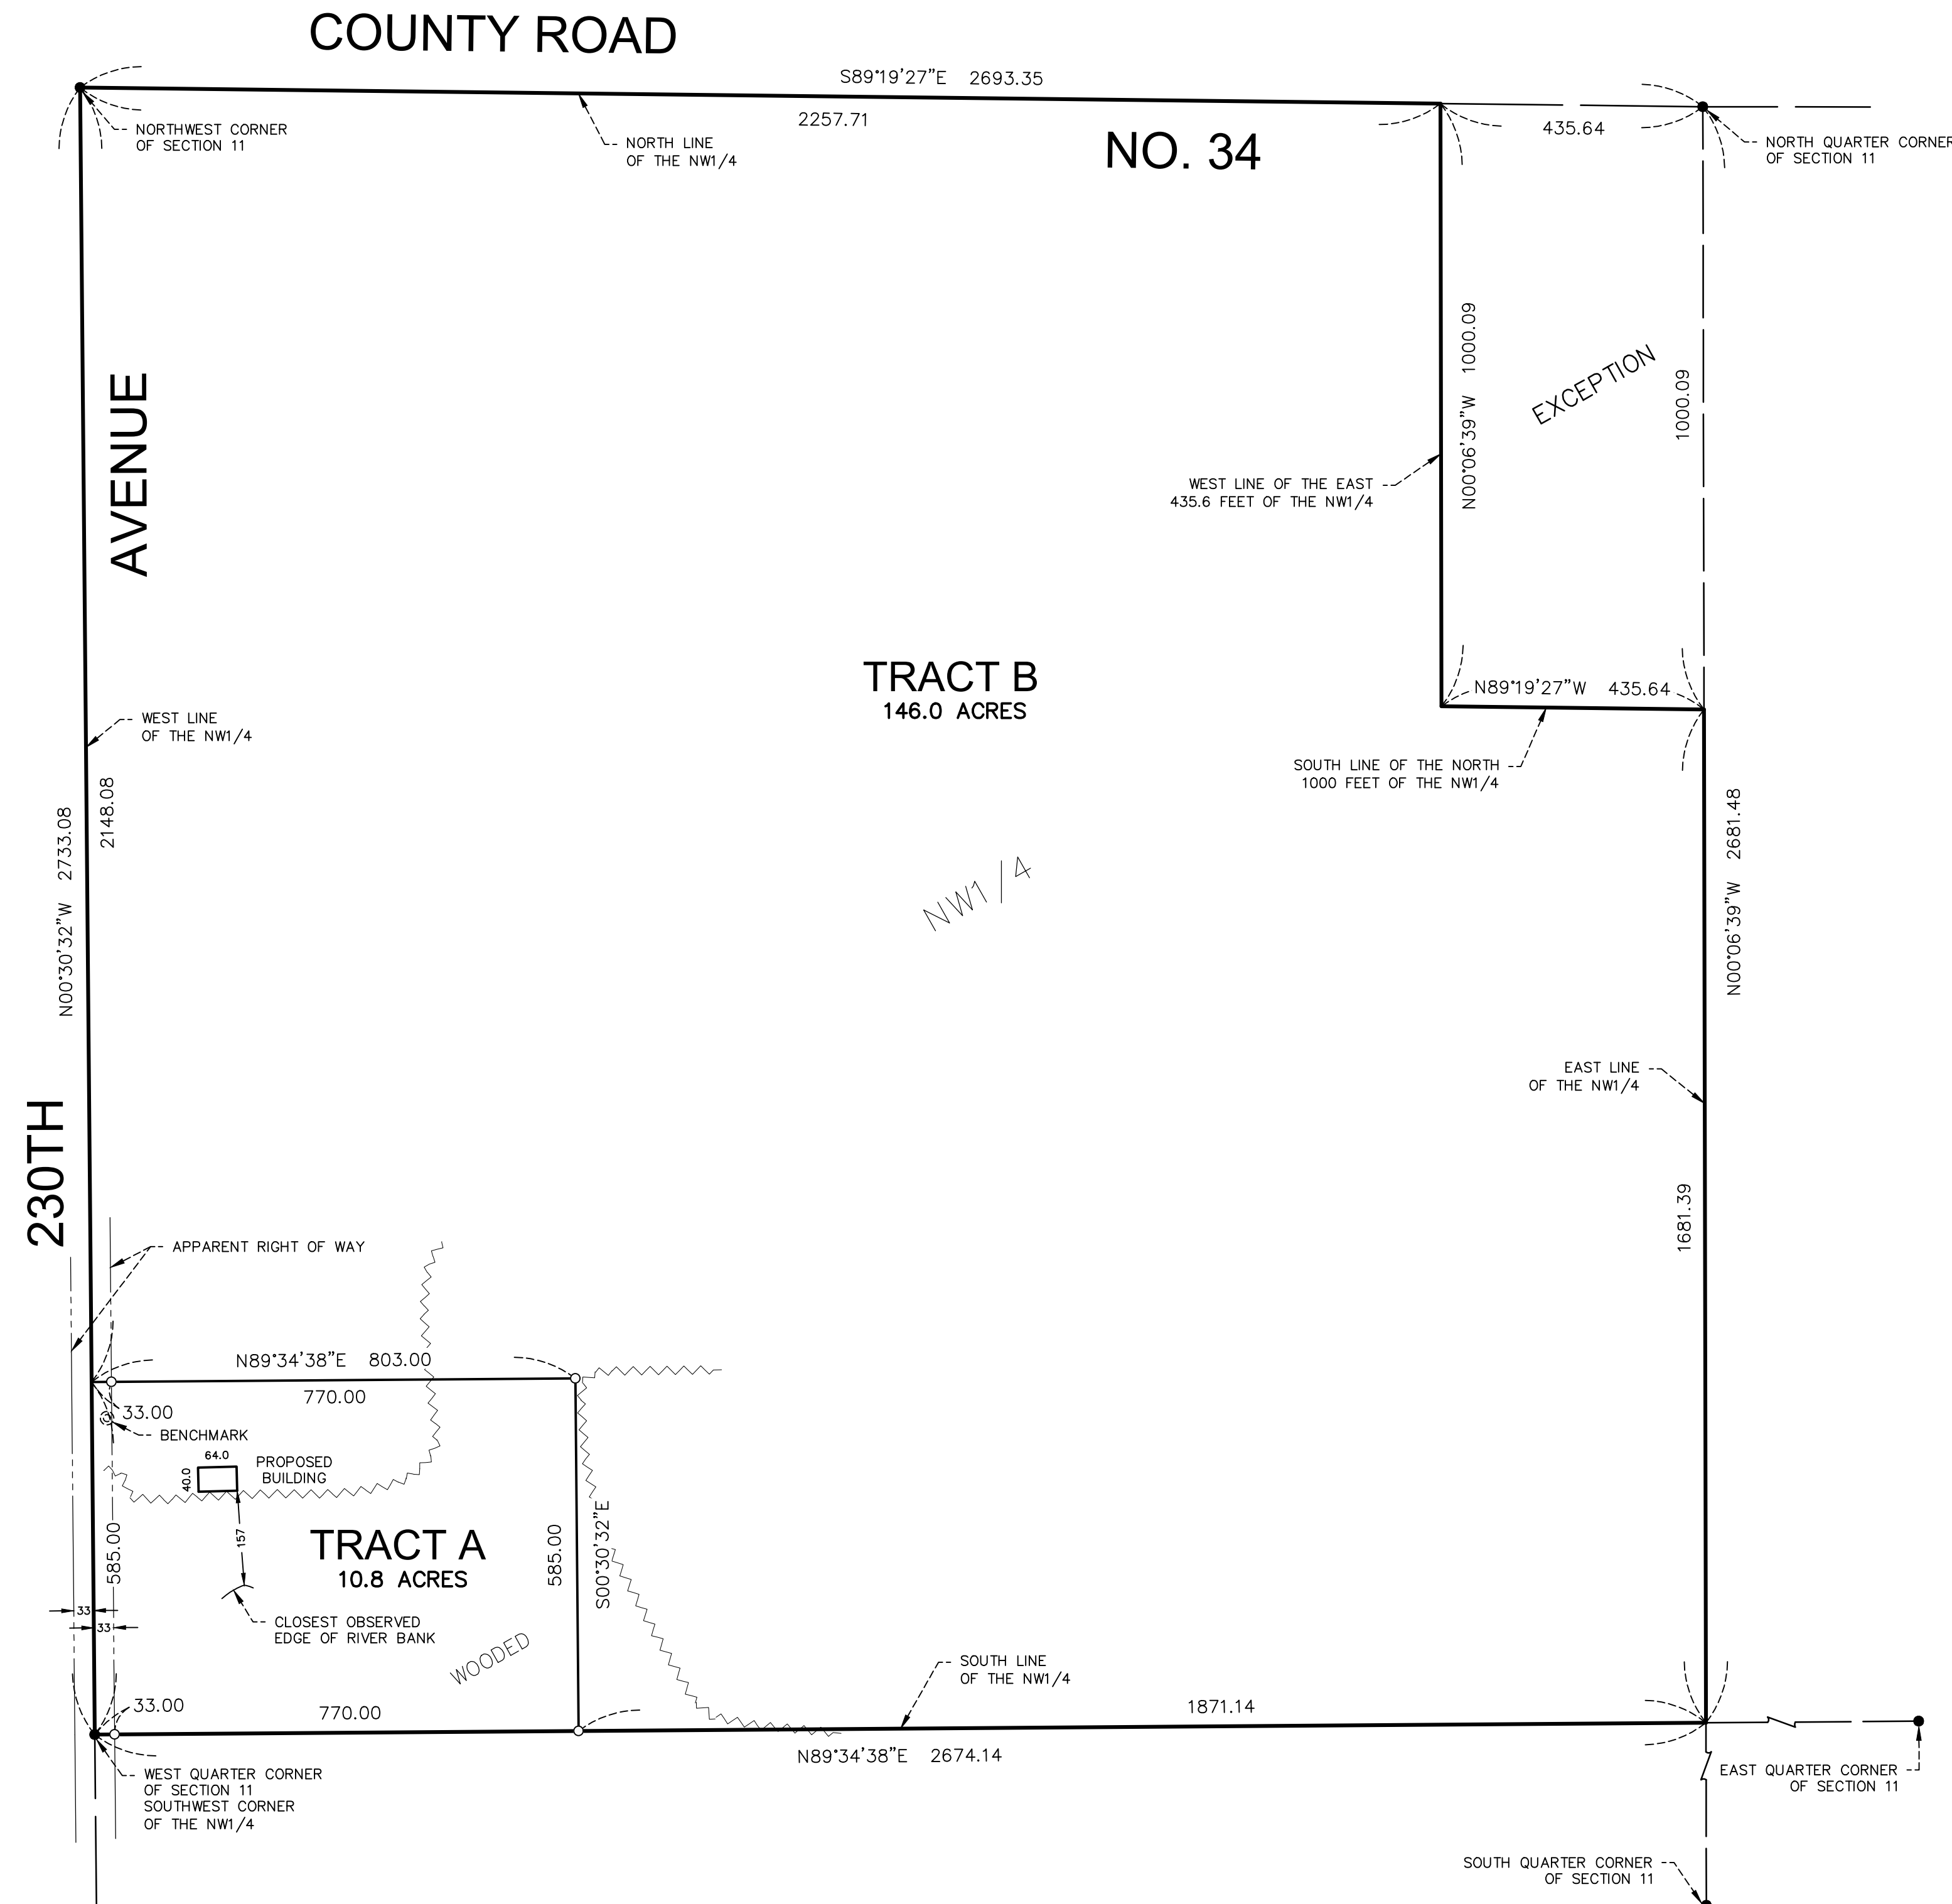 COUNTY ROAD
S89°19'27"E 2693.35
2257.71
NO. 34
435.64
NORTHWEST CORNER
OF SECTION 11
NORTH LINE
OF THE NW1/4
NORTH QUARTER CORNER
OF SECTION 11
AVENUE
N00°06'39"W 1000.09
EXCEPTION
1000.09
WEST LINE OF THE EAST
435.6 FEET OF THE NW1/4
TRACT B
146.0 ACRES
N89°19'27"W 435.64
WEST LINE
OF THE NW1/4
SOUTH LINE OF THE NORTH
1000 FEET OF THE NW1/4
N00°30'32"W 2733.08
2148.08
N00°06'39"W 2681.48
NW1/4
EAST LINE
OF THE NW1/4
230TH
1681.39
APPARENT RIGHT OF WAY
N89°34'38"E 803.00
770.00
33.00
BENCHMARK
64.0
40.0
PROPOSED
BUILDING
585.00
157
TRACT A
10.8 ACRES
585.00
S00°30'32"E
33
33
CLOSEST OBSERVED
EDGE OF RIVER BANK
WOODED
SOUTH LINE
OF THE NW1/4
33.00
770.00
1871.14
N89°34'38"E 2674.14
WEST QUARTER CORNER
OF SECTION 11
SOUTHWEST CORNER
OF THE NW1/4
EAST QUARTER CORNER
OF SECTION 11
SOUTH QUARTER CORNER
OF SECTION 11